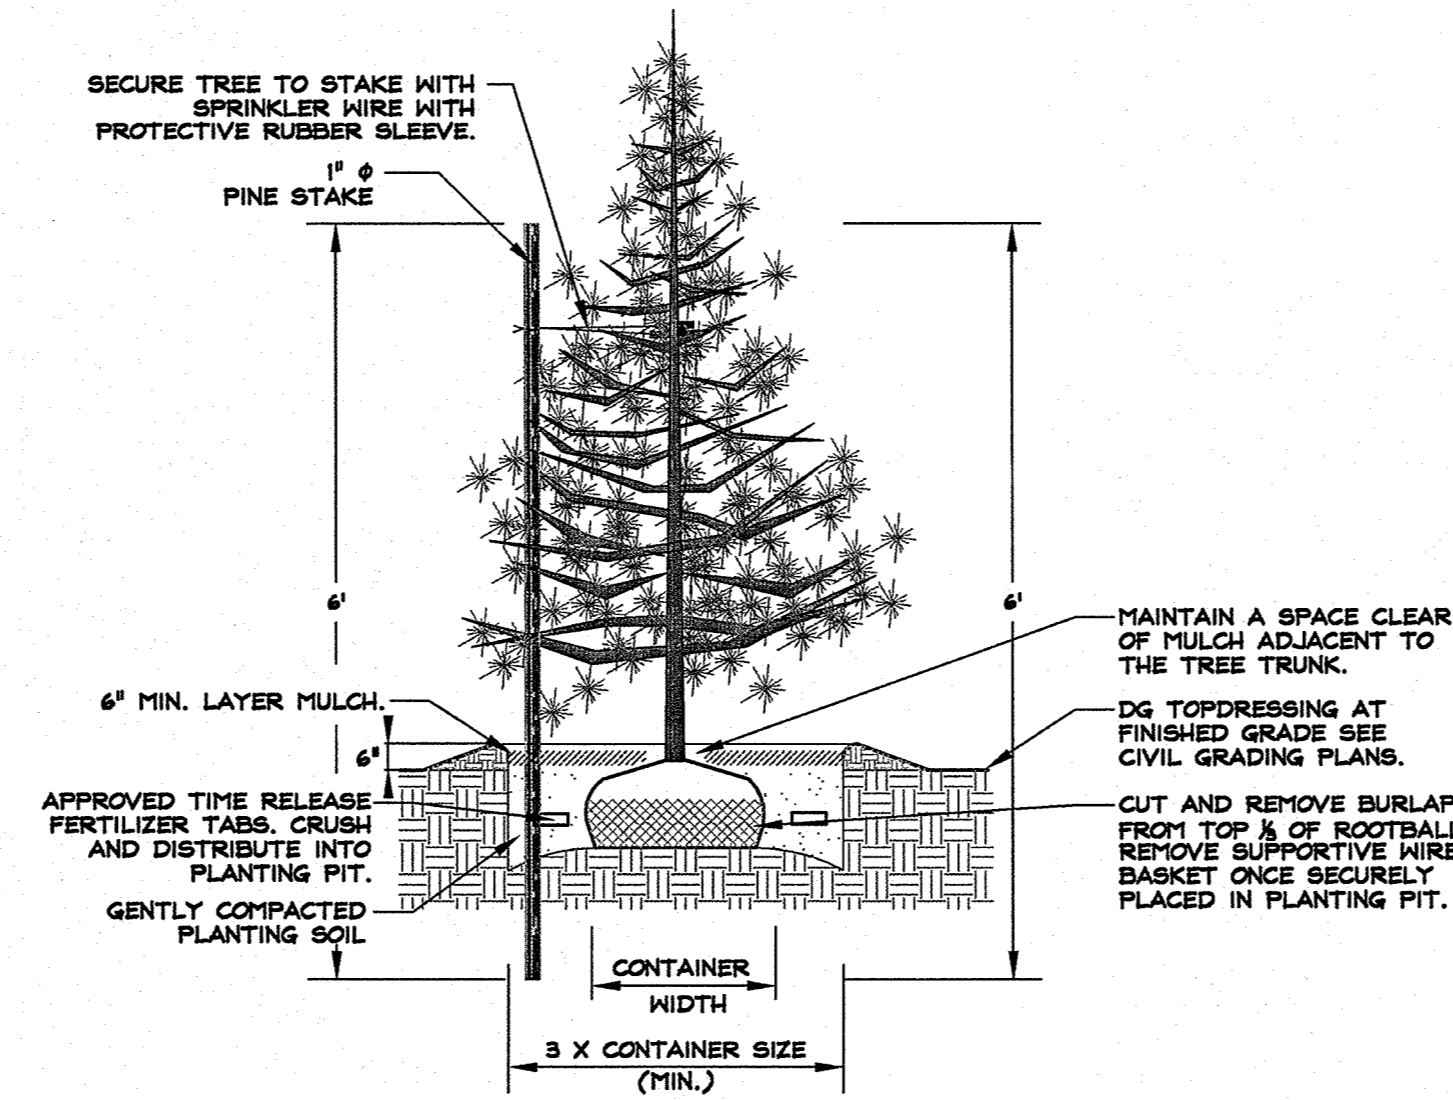 SECURE TREE TO STAKE WITH
SPRINKLER WIRE WITH
PROTECTIVE RUBBER SLEEVE.
1" ϕ
PINE STAKE
6'
6'
6" MIN. LAYER MULCH.
6"
APPROVED TIME RELEASE
FERTILIZER TABS. CRUSH
AND DISTRIBUTE INTO
PLANTING PIT.
GENTLY COMPACTED
PLANTING SOIL
MAINTAIN A SPACE CLEAR
OF MULCH ADJACENT TO
THE TREE TRUNK.
DG TOPDRESSING AT
FINISHED GRADE SEE
CIVIL GRADING PLANS.
CUT AND REMOVE BURLAP
FROM TOP OF ROOTBALL
REMOVE SUPPORTIVE WIRE
BASKET ONCE SECURELY
PLACED IN PLANTING PIT.
CONTAINER
WIDTH
3 X CONTAINER SIZE
(MIN.)